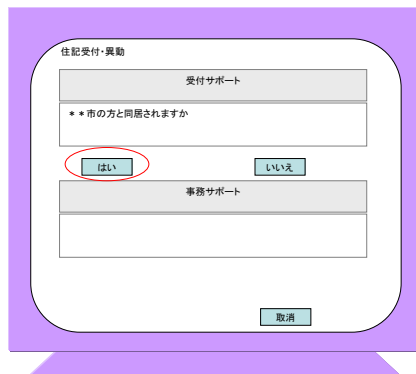 住記受付・異動
受付サポート
＊＊市の方と同居されますか
はい
いいえ
事務サポート
取消